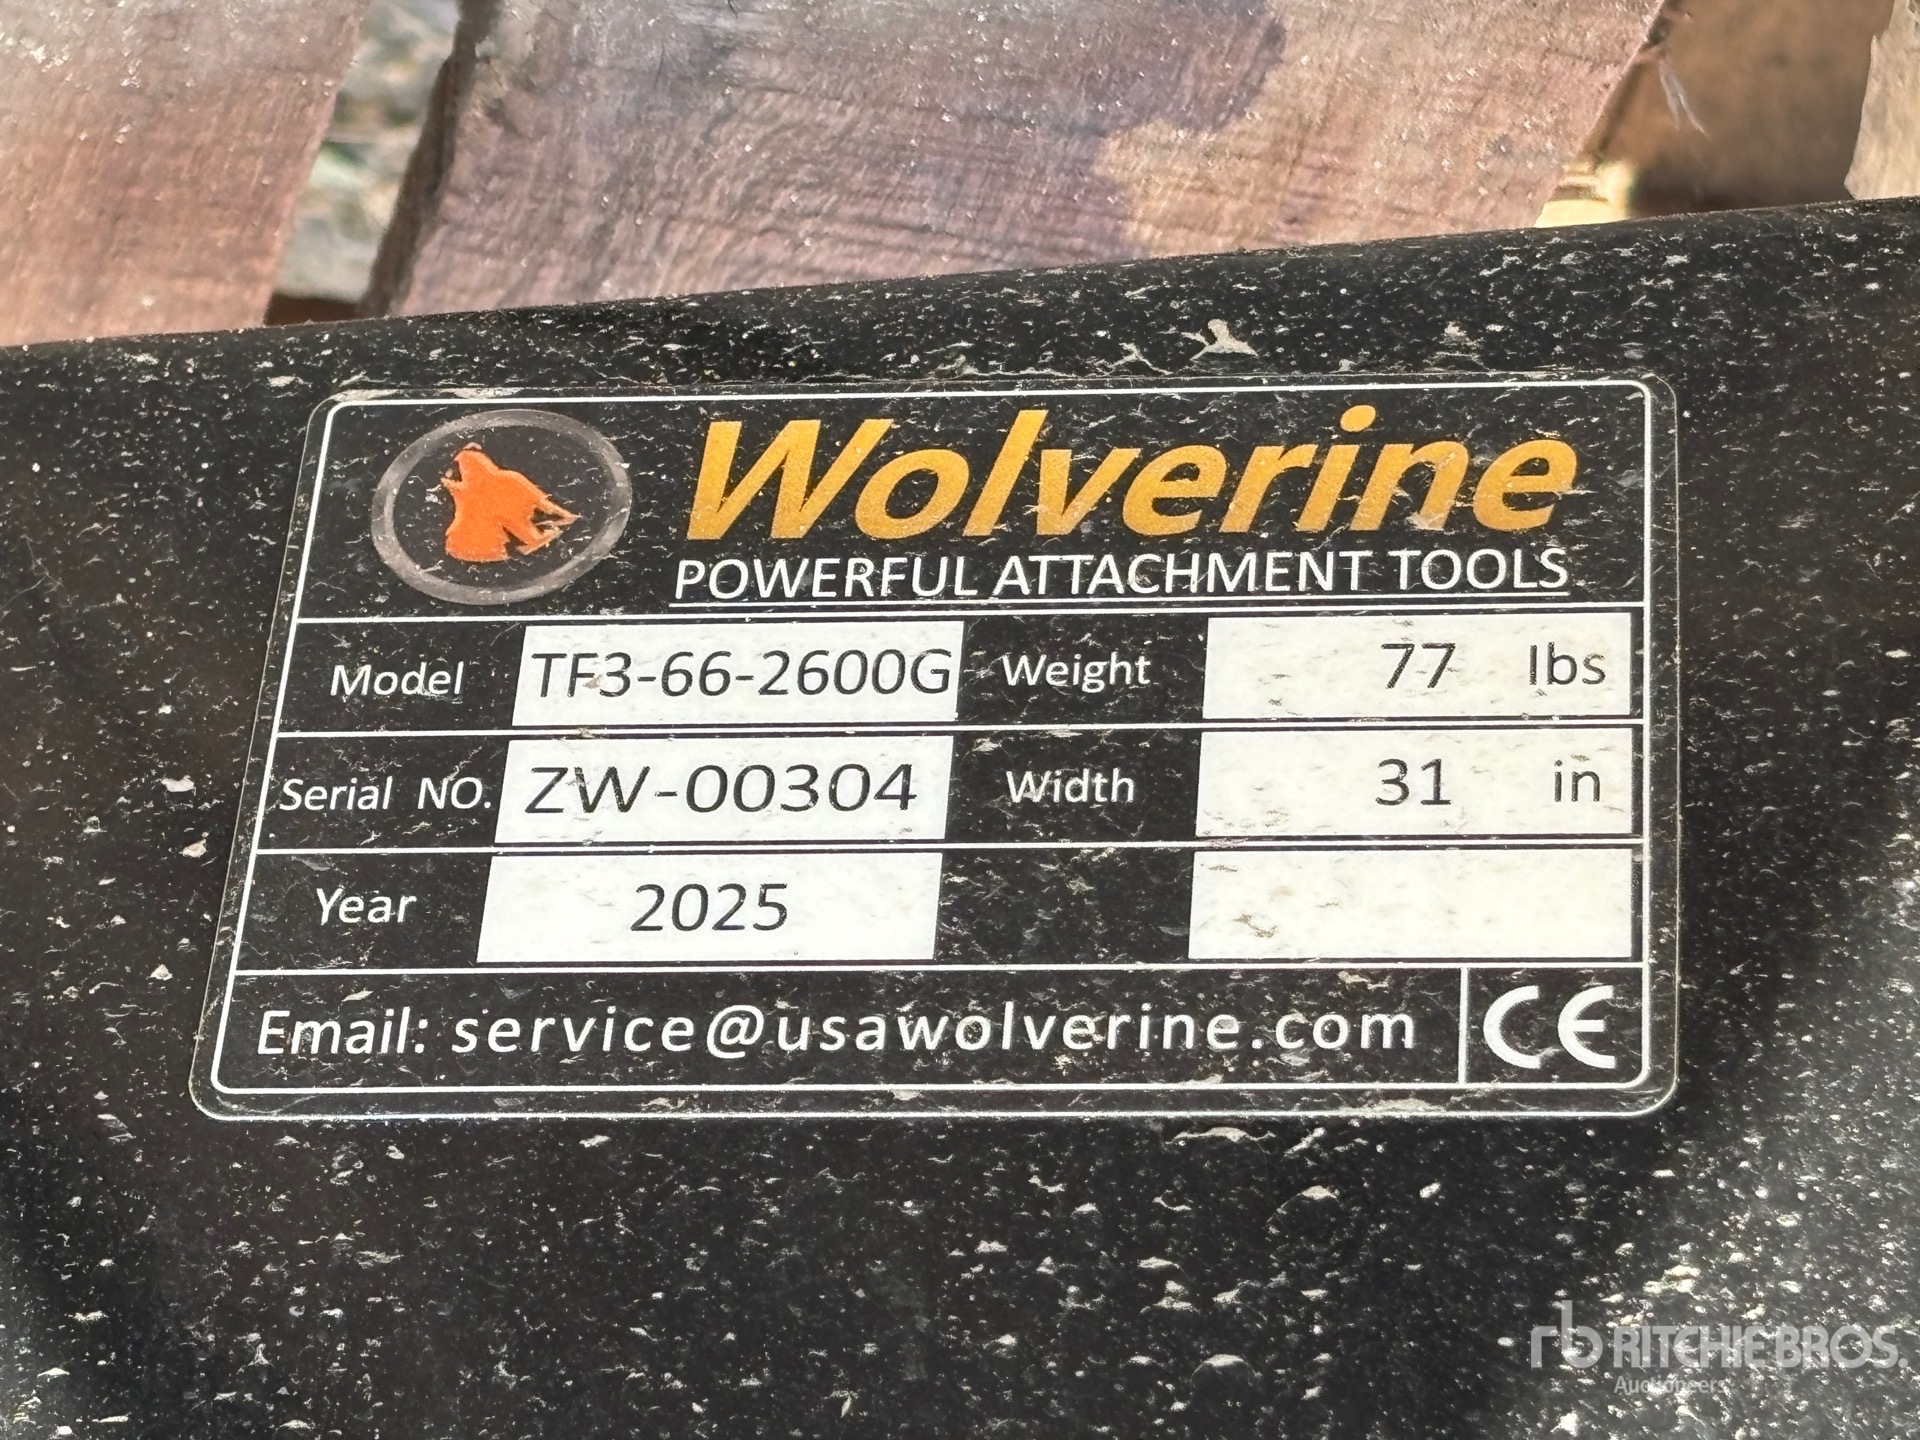 Wolverine
POWERFUL ATTACHMENT TOOLS
Model TF3-66-2600G Weight 77 lbs
Serial NO. ZW-00304 Width 31 in
Year 2025
Email: service@usawolverine.com CE
rb RITCHIE BROS.
Auctioneers